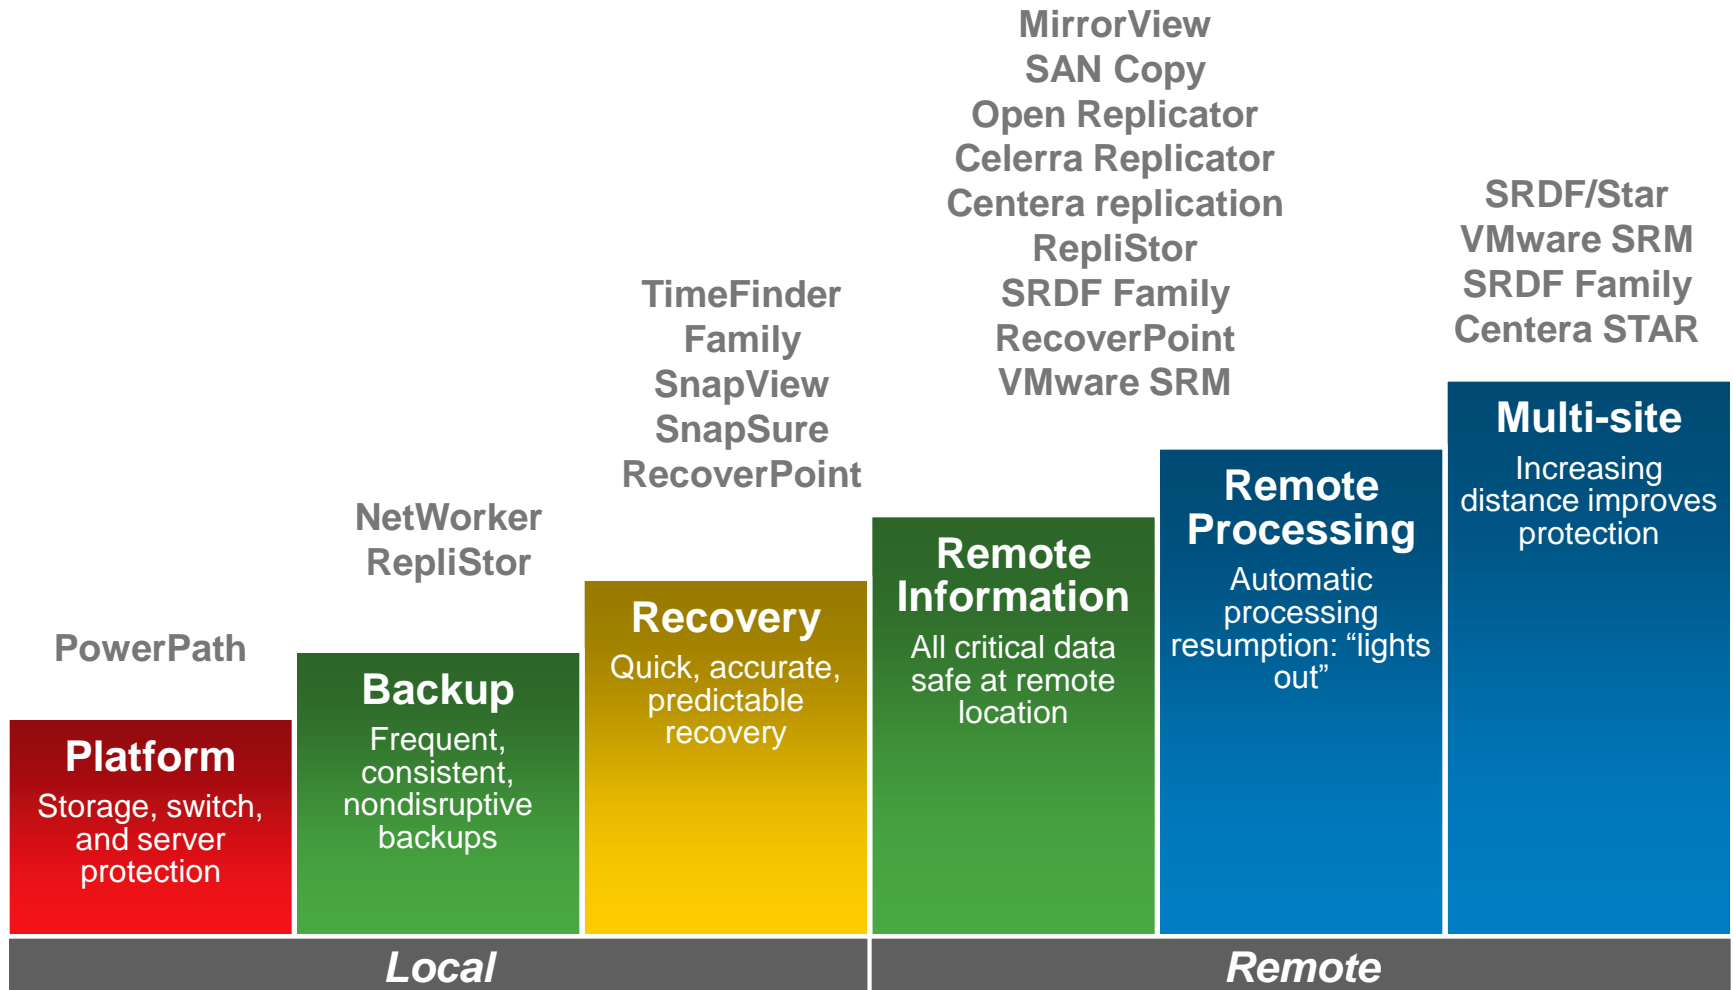 PowerPath
Platform
Storage, switch,
and server
protection
NetWorker
RepliStor
Backup
Frequent,
consistent,
nondisruptive
backups
TimeFinder
Family
SnapView
SnapSure
RecoverPoint
Recovery
Quick, accurate,
predictable
recovery
MirrorView
SAN Copy
Open Replicator
Celerra Replicator
Centera replication
RepliStor
SRDF Family
RecoverPoint
VMware SRM
Remote
Information
All critical data
safe at remote
location
Remote
Processing
Automatic
processing
resumption: “lights
out”
SRDF/Star
VMware SRM
SRDF Family
Centera STAR
Multi-site
Increasing
distance improves
protection
Local
Remote